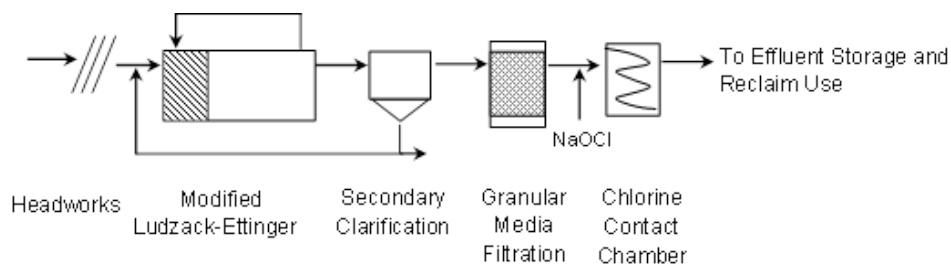 To Effluent Storage and
Reclaim Use
NaOCl
Headworks
Modified
Ludzack-Ettinger
Secondary
Clarification
Granular
Media
Filtration
Chlorine
Contact
Chamber